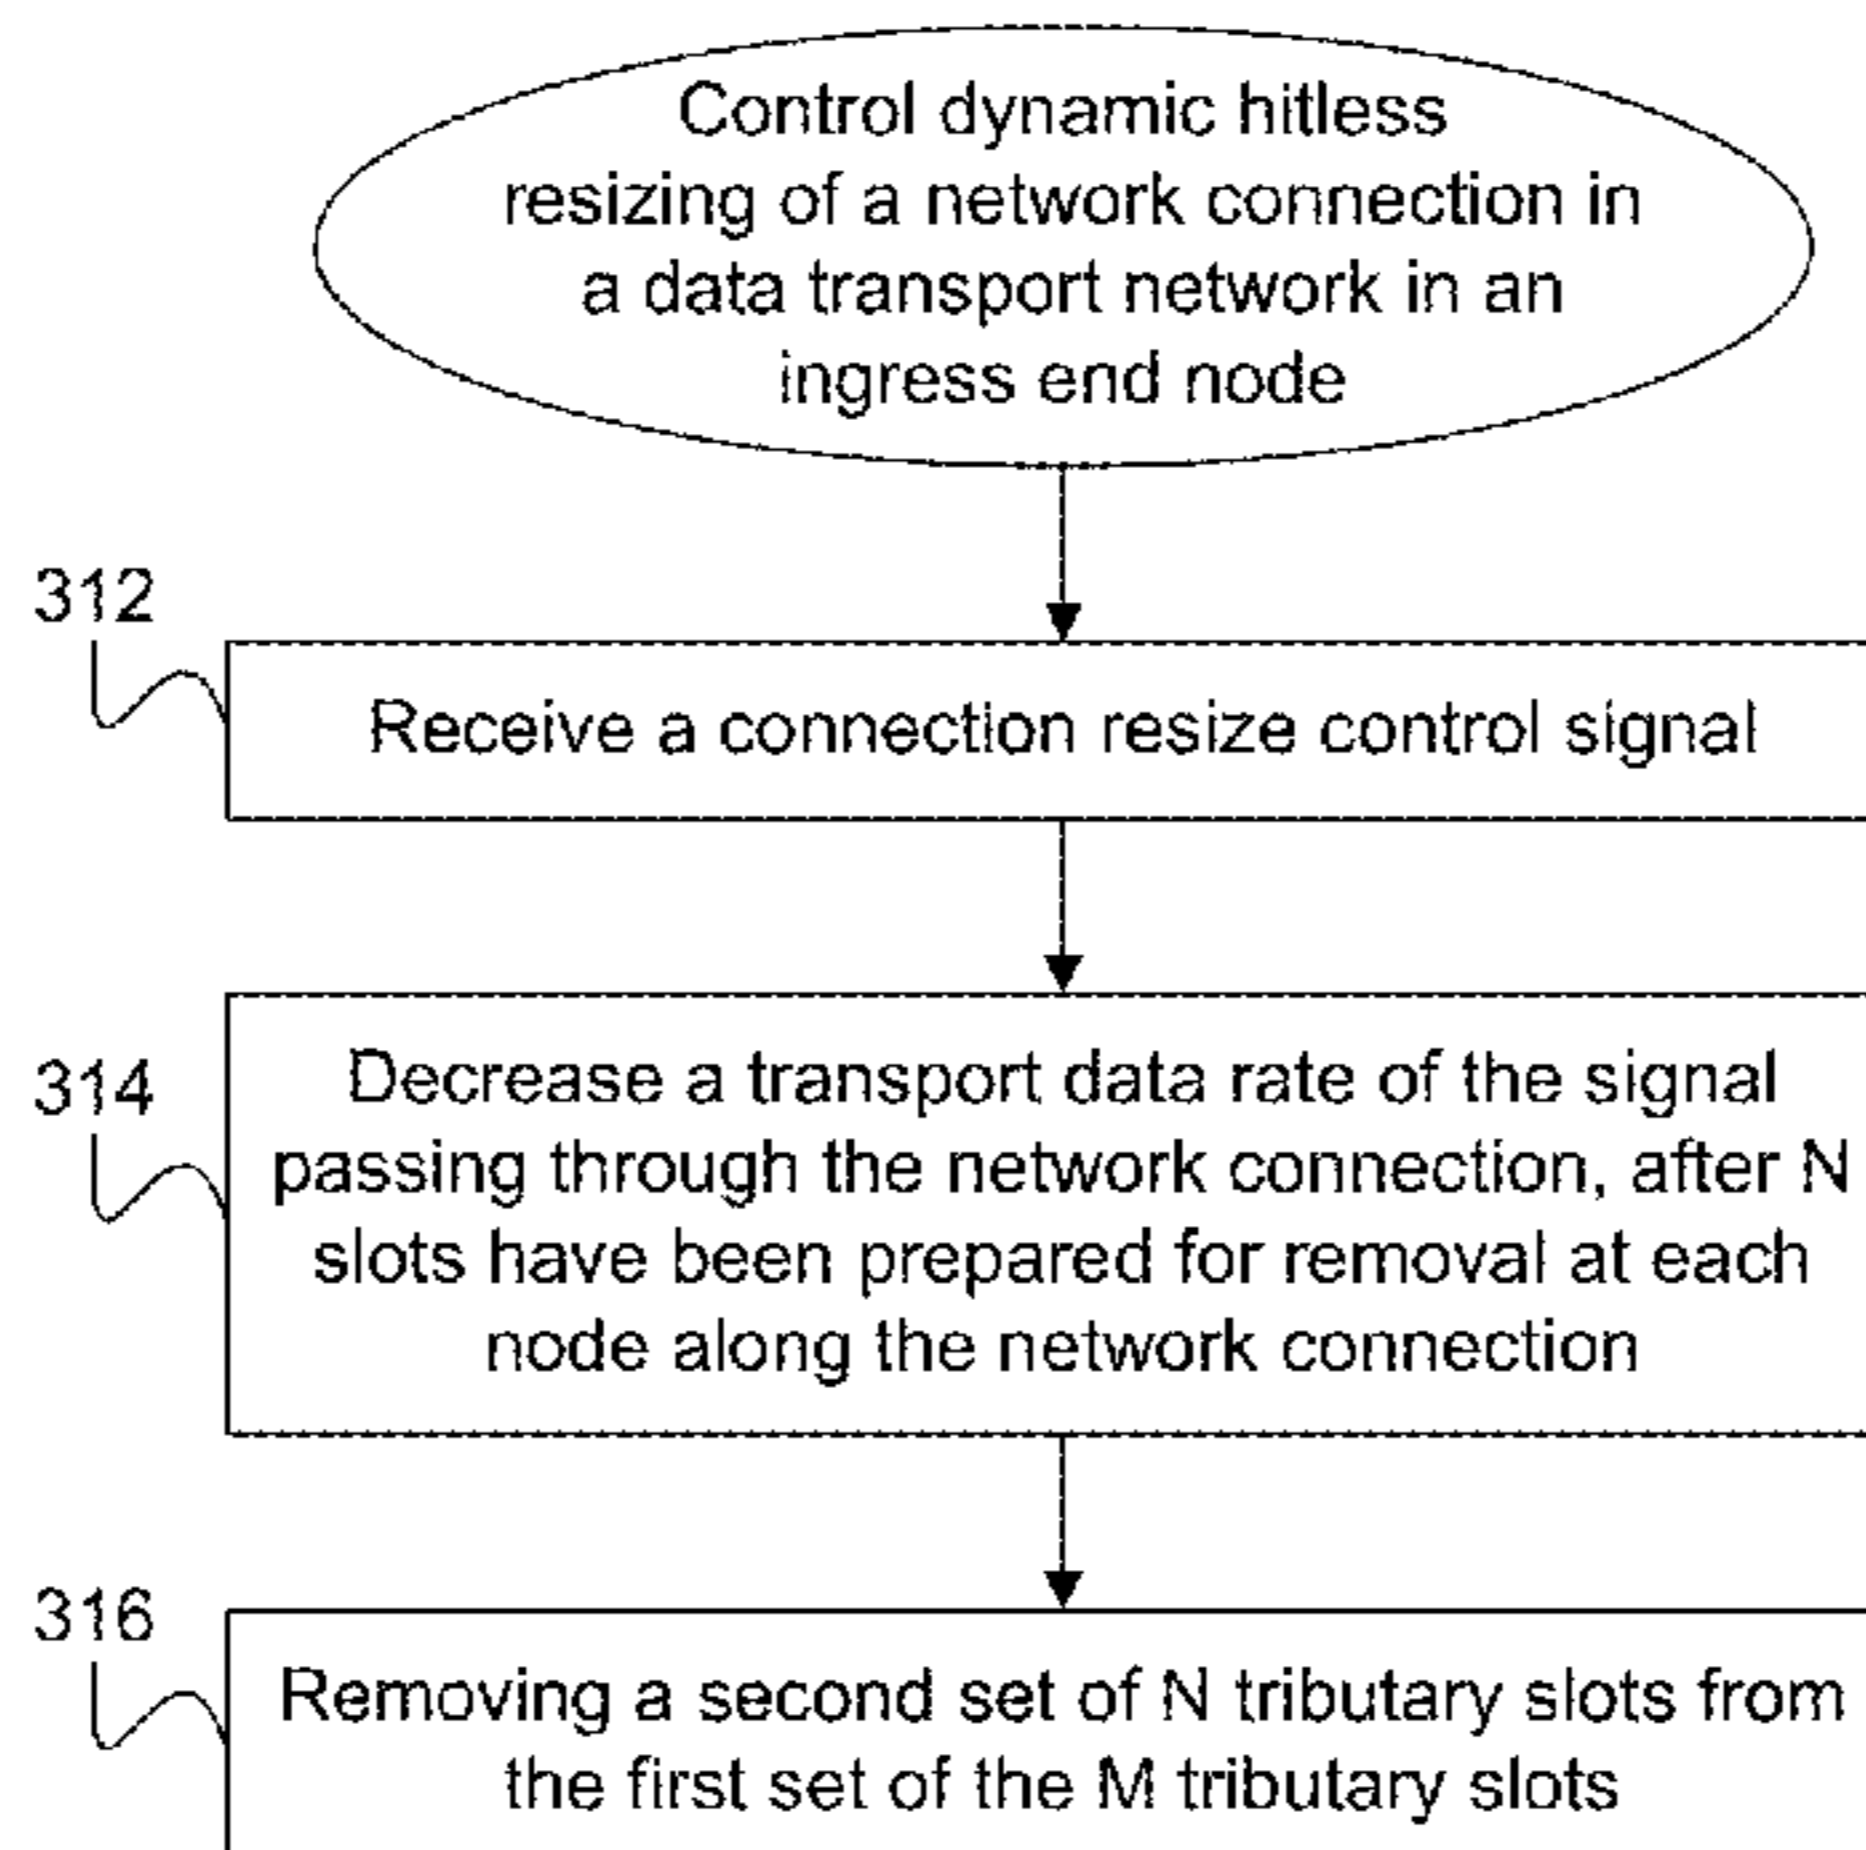 Control dynamic hitless
resizing of a network connection in
a data transport network in an
ingress end node
312
Receive a connection resize control signal
314
Decrease a transport data rate of the signal
passing through the network connection, after N
slots have been prepared for removal at each
node along the network connection
316
Removing a second set of N tributary slots from
the first set of the M tributary slots